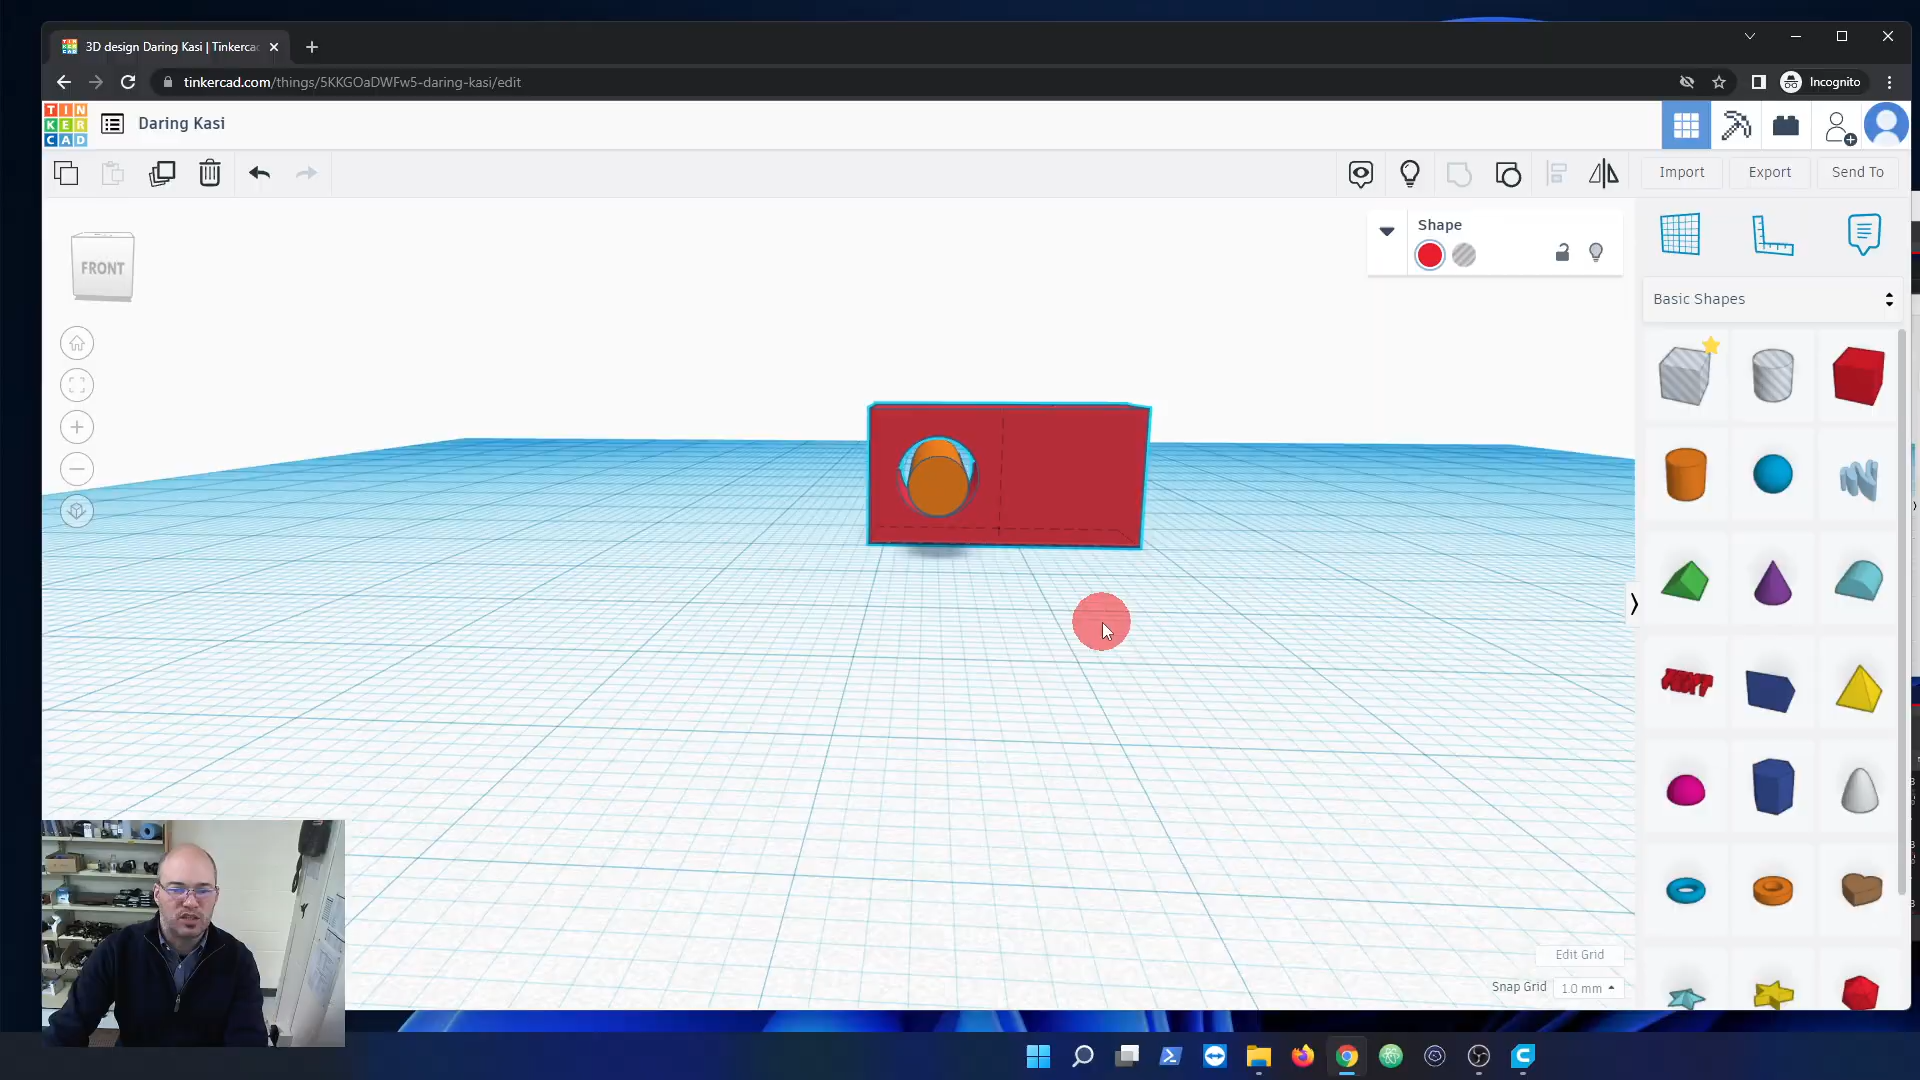 3D design Daring Kasi | Tinkerca
tinkercad.com/things/5KKGOaDWFw5-daring-kasi/edit
Incognito
TIN
KER
CAD
Daring Kasi
Import
Export
Send To
FRONT
Shape
Basic Shapes
Edit Grid
Snap Grid
1.0 mm